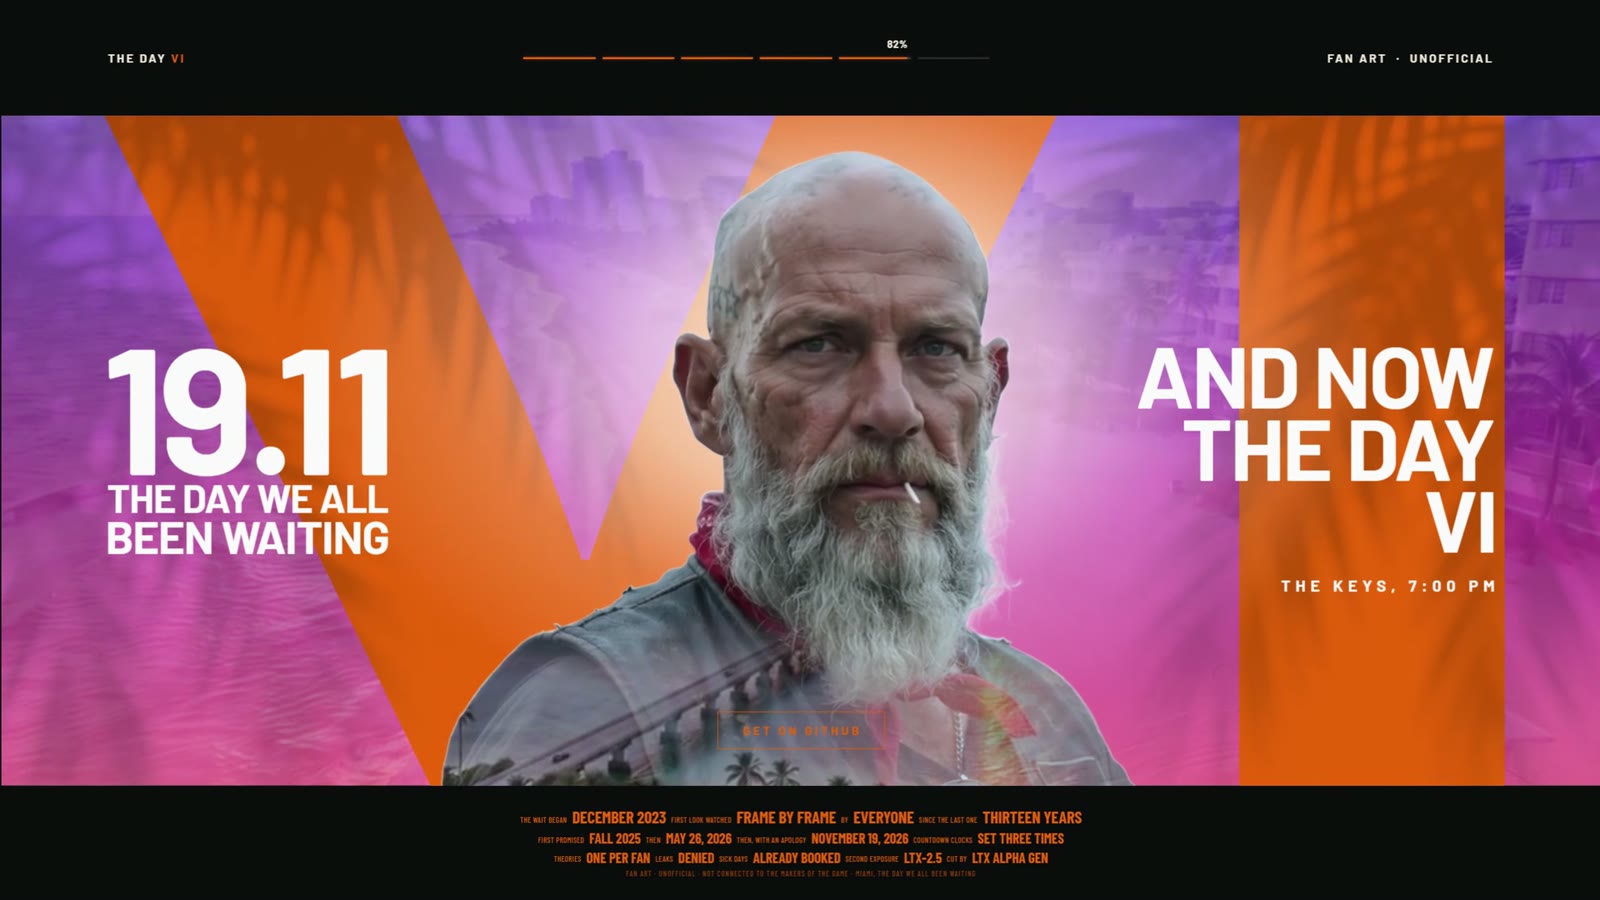 THE DAY VI
82%
FAN ART · UNOFFICIAL
19.11
THE DAY WE ALL
BEEN WAITING
AND NOW
THE DAY
VI
THE KEYS, 7:00 PM
GET ON GITHUB
THE WAIT BEGAN DECEMBER 2023 FIRST LOOK WATCHED FRAME BY FRAME BY EVERYONE SINCE THE LAST ONE THIRTEEN YEARS
FIRST PROMISED FALL 2025 THEN MAY 26, 2026 THEN, WITH AN APOLOGY NOVEMBER 19, 2026 COUNTDOWN CLOCKS SET THREE TIMES
THEORIES ONE PER FAN LEAKS DENIED SICK DAYS ALREADY BOOKED SECOND EXPOSURE LTX-2.5 CUT BY LTX ALPHA GEN
FAN ART · UNOFFICIAL · NOT CONNECTED TO THE MAKERS OF THE GAME · MIAMI, THE DAY WE ALL BEEN WAITING